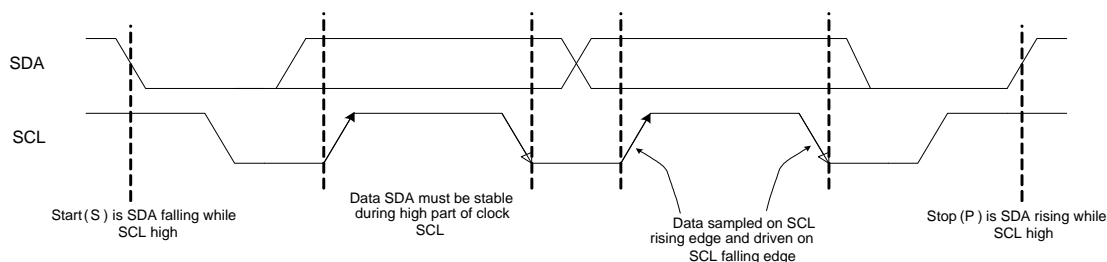 SDA
SCL
Start (S) is SDA falling while
SCL high
Data SDA must be stable
during high part of clock
SCL
Data sampled on SCL
rising edge and driven on
SCL falling edge
Stop (P) is SDA rising while
SCL high